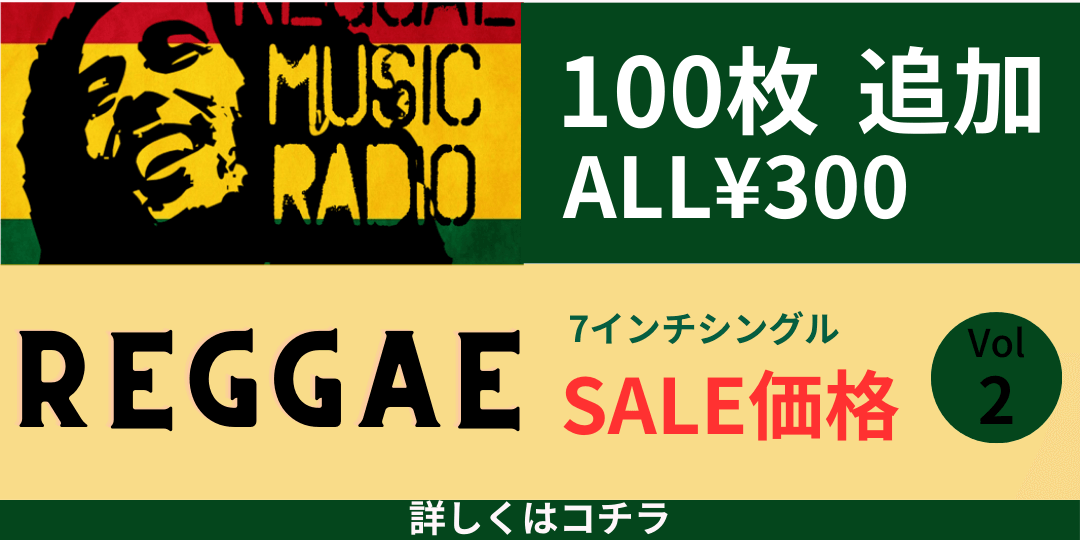 REGGAE
MUSIC
RADIO
100枚 追加
ALL¥300
REGGAE
7インチシングル
SALE価格
Vol
2
詳しくはコチラ